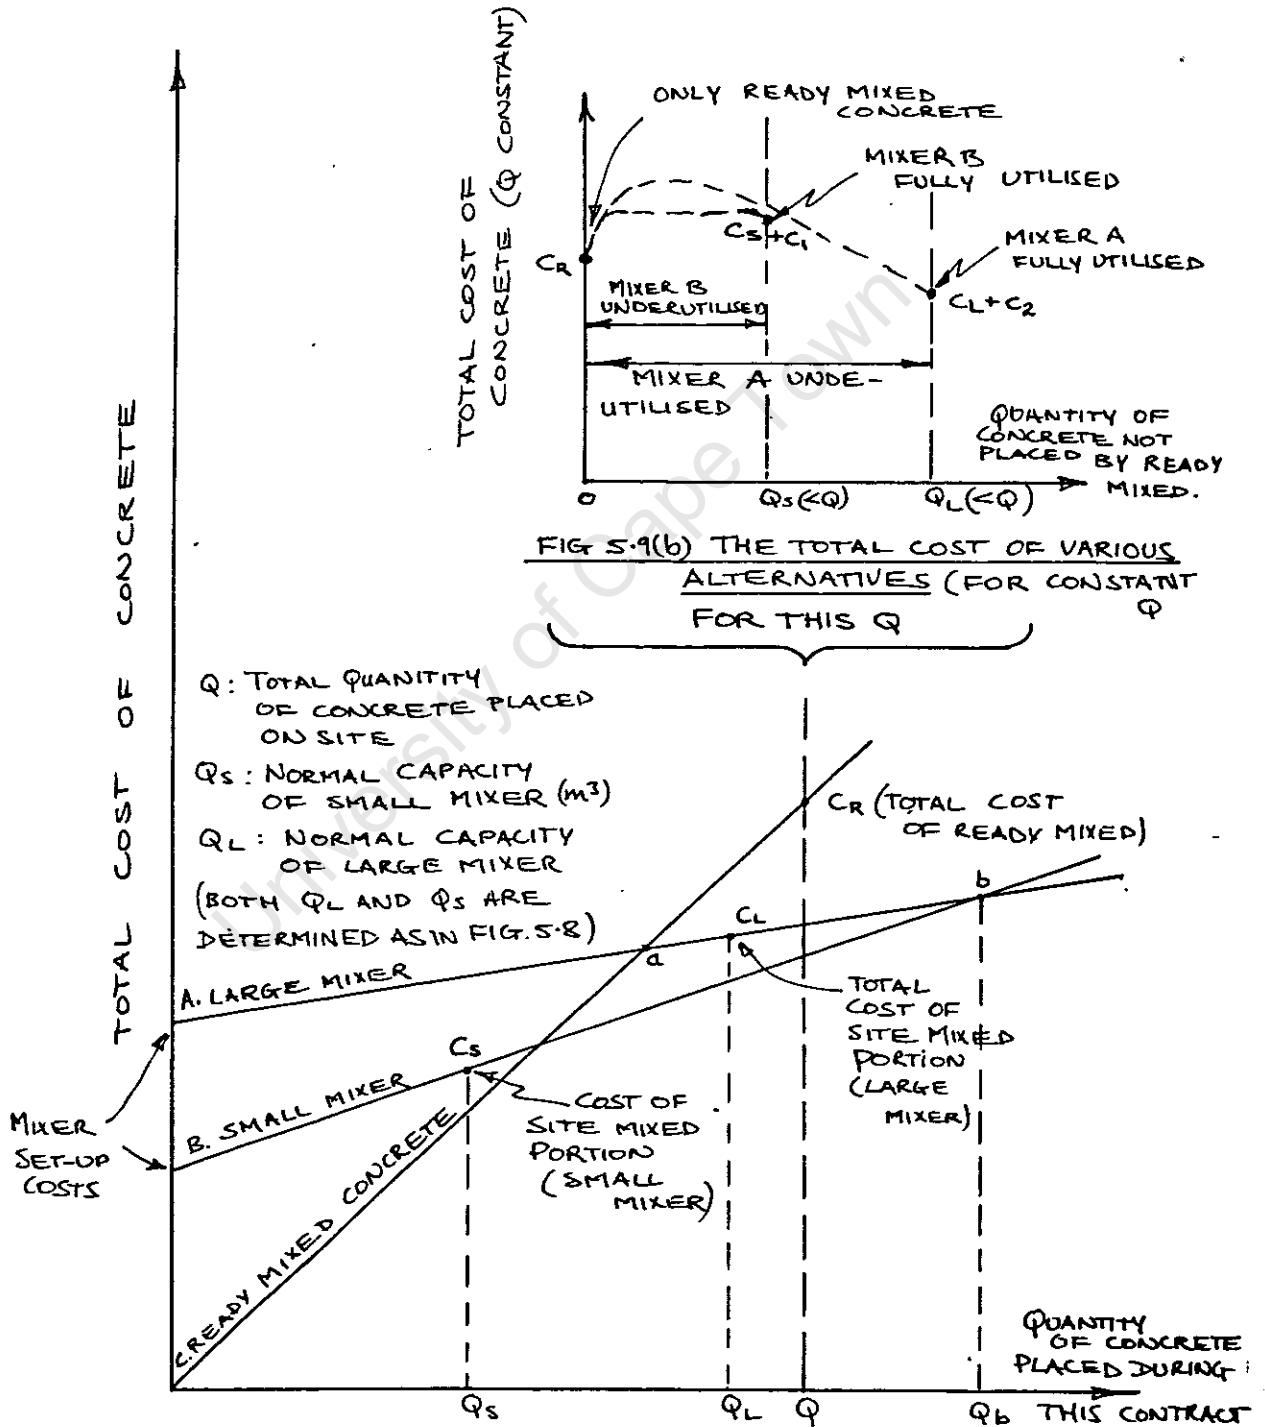 TOTAL COST OF
CONCRETE (Q CONSTANT)
ONLY READY MIXED
CONCRETE
MIXER B
FULLY UTILISED
MIXER A
FULLY UTILISED
CR
CS+C1
CL+C2
MIXER B
UNDERUTILISED
MIXER A UNDE-
UTILISED
QUANTITY OF
CONCRETE NOT
PLACED BY READY
MIXED.
O
QS(<Q)
QL(<Q)
FIG 5.9(b) THE TOTAL COST OF VARIOUS
ALTERNATIVES (FOR CONSTANT
Q
FOR THIS Q
TOTAL COST OF CONCRETE
Q: TOTAL QUANITITY
OF CONCRETE PLACED
ON SITE
QS: NORMAL CAPACITY
OF SMALL MIXER (m³)
QL: NORMAL CAPACITY
OF LARGE MIXER
(BOTH QL AND QS ARE
DETERMINED AS IN FIG. 5.8)
CR (TOTAL COST
OF READY MIXED)
A. LARGE MIXER
a
CL
b
TOTAL
COST OF
SITE MIXED
PORTION
(LARGE
MIXER)
CS
B. SMALL MIXER
COST OF
SITE MIXED
PORTION
(SMALL
MIXER)
MIXER
SET-UP
COSTS
C. READY MIXED CONCRETE
QUANTITY
OF CONCRETE
PLACED DURING
THIS CONTRACT
QS
QL
Q
Qb
University of Cape Town